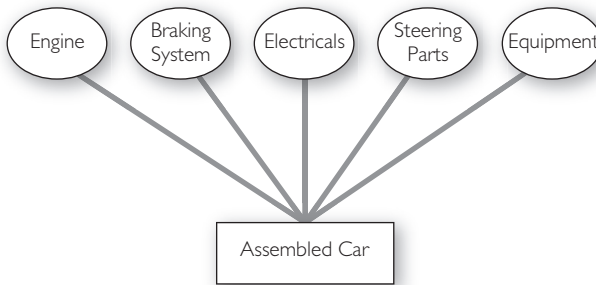 Engine
Braking
System
Electricals
Steering
Parts
Equipment
Assembled Car